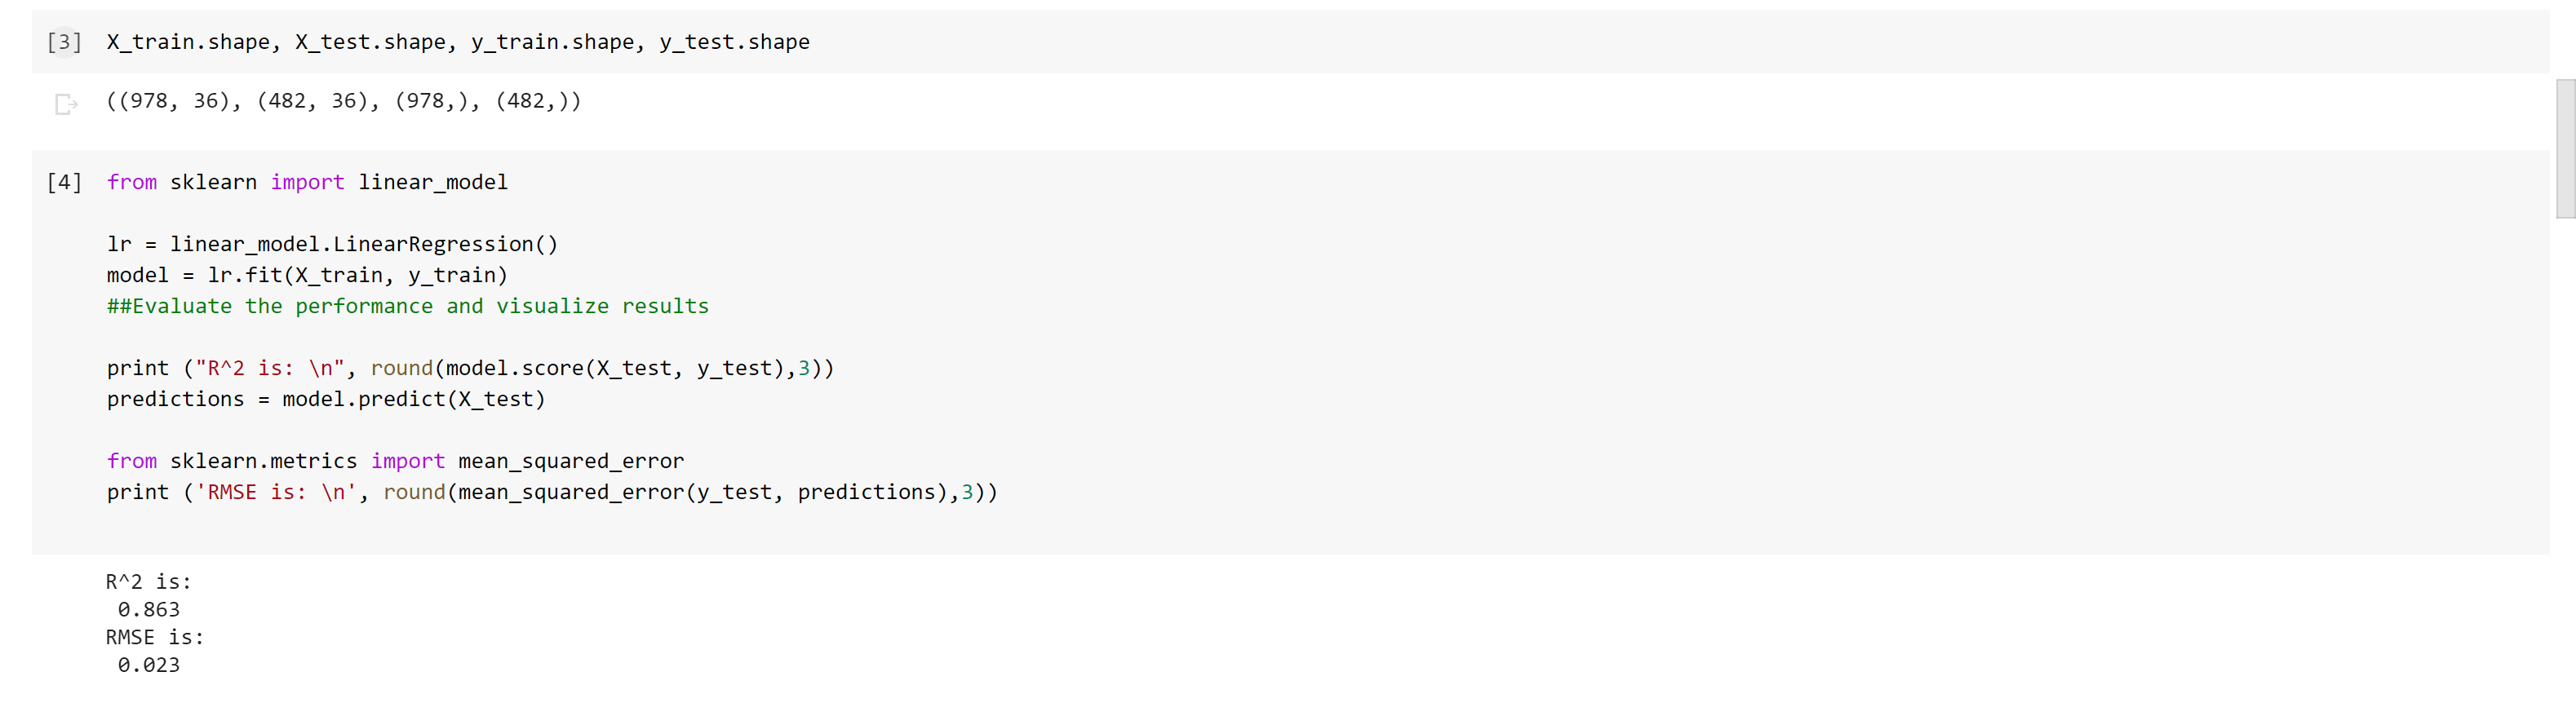 [3] X_train.shape, X_test.shape, y_train.shape, y_test.shape
((978, 36), (482, 36), (978,), (482,))
[4] from sklearn import linear_model
lr = linear_model.LinearRegression()
model = lr.fit(X_train, y_train)
##Evaluate the performance and visualize results
print ("R^2 is: \n", round(model.score(X_test, y_test),3))
predictions = model.predict(X_test)
from sklearn.metrics import mean_squared_error
print ('RMSE is: \n', round(mean_squared_error(y_test, predictions),3))
R^2 is:
0.863
RMSE is:
0.023